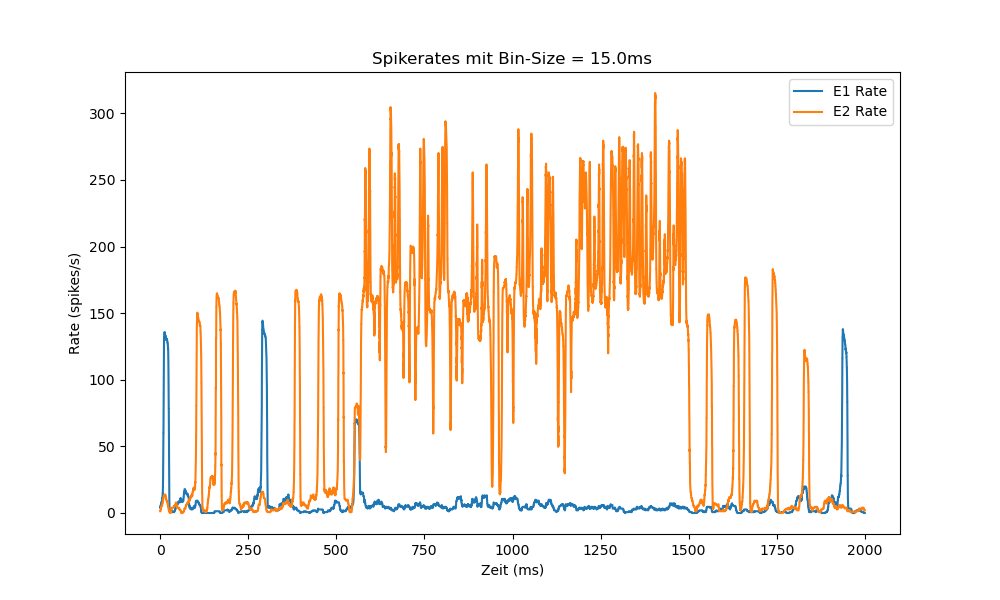 Spikerates mit Bin-Size = 15.0ms
E1 Rate
E2 Rate
Rate (spikes/s)
300
250
200
150
100
50
0
0 250 500 750 1000 1250 1500 1750 2000
Zeit (ms)